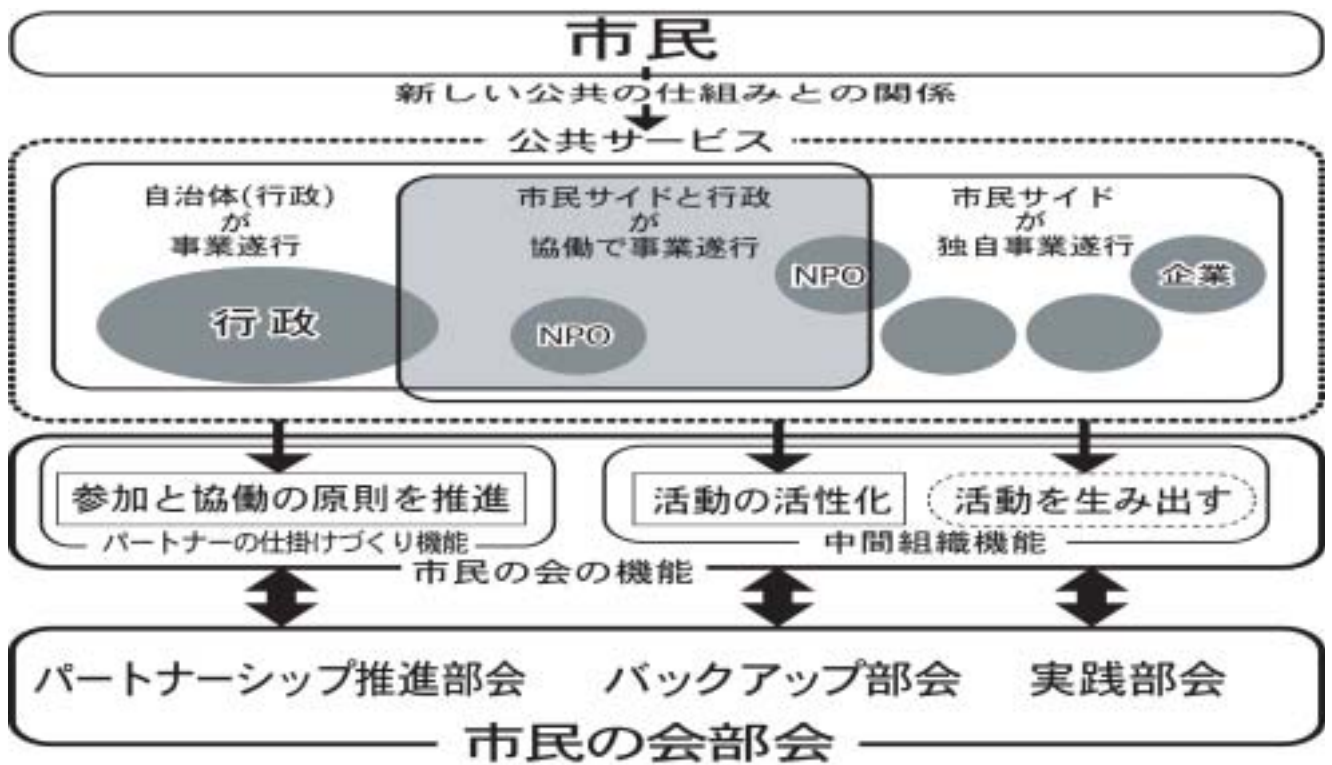 市民
新しい公共の仕組みとの関係
公共サービス
自治体(行政)
が
事業遂行
市民サイドと行政
が
協働で事業遂行
市民サイド
が
独自事業遂行
行政
NPO
NPO
企業
参加と協働の原則を推進
パートナーの仕掛けづくり機能
活動の活性化
活動を生み出す
中間組織機能
市民の会の機能
パートナーシップ推進部会
バックアップ部会
実践部会
市民の会部会